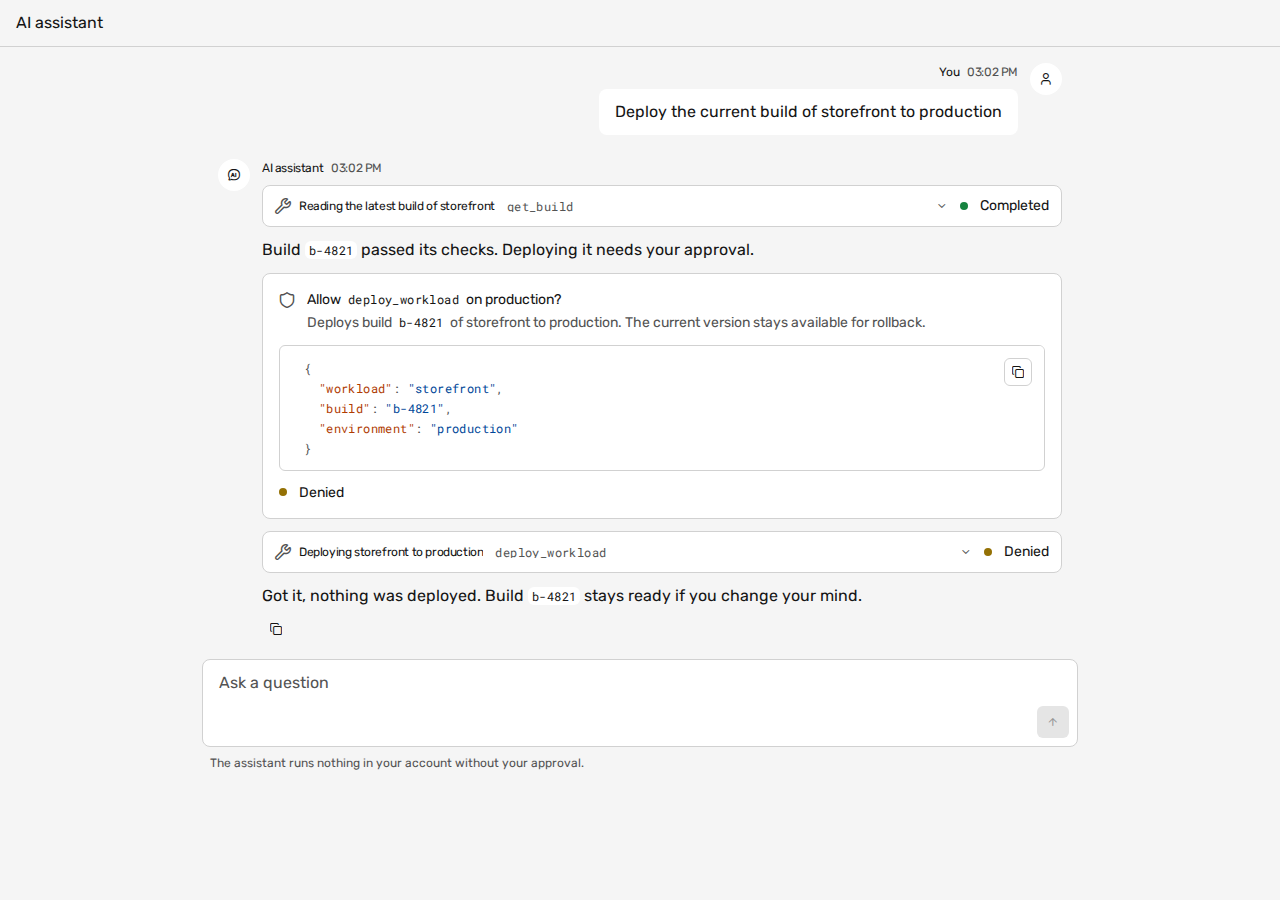 AI assistant
You 03:02 PM
Deploy the current build of storefront to production
AI
AI assistant 03:02 PM
Reading the latest build of storefront get_build Completed
Build b-4821 passed its checks. Deploying it needs your approval.
Allow deploy_workload on production?
Deploys build b-4821 of storefront to production. The current version stays available for rollback.
{
"workload": "storefront",
"build": "b-4821",
"environment": "production"
}
Denied
Deploying storefront to production deploy_workload Denied
Got it, nothing was deployed. Build b-4821 stays ready if you change your mind.
Ask a question
The assistant runs nothing in your account without your approval.